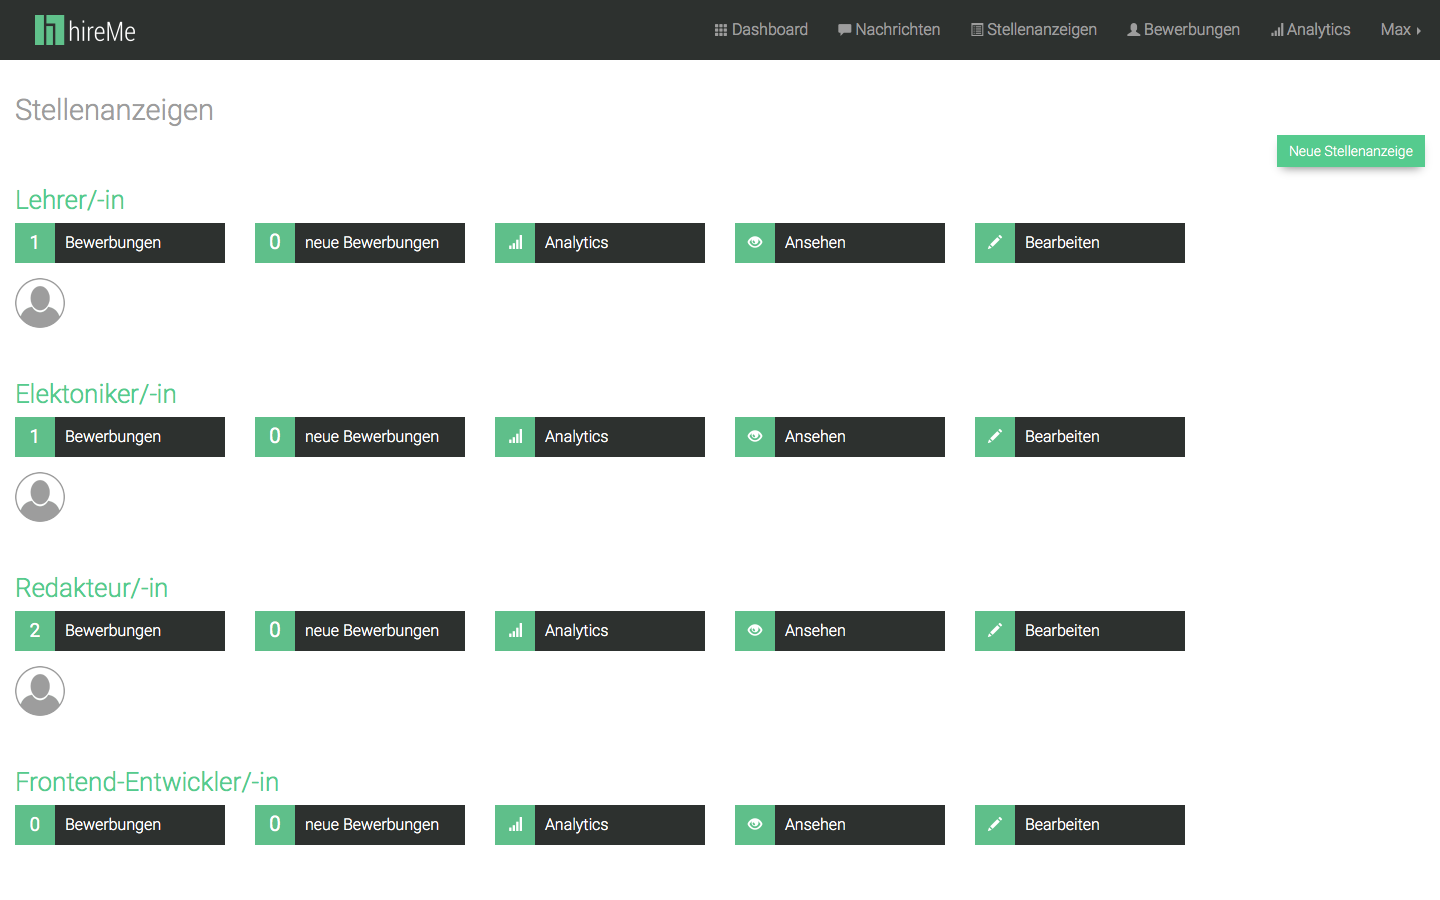 hireMe Dashboard Nachrichten Stellenanzeigen Bewerbungen Analytics Max
Stellenanzeigen
Neue Stellenanzeige
Lehrer/-in
1 Bewerbungen 0 neue Bewerbungen Analytics Ansehen Bearbeiten
Elektoniker/-in
1 Bewerbungen 0 neue Bewerbungen Analytics Ansehen Bearbeiten
Redakteur/-in
2 Bewerbungen 0 neue Bewerbungen Analytics Ansehen Bearbeiten
Frontend-Entwickler/-in
0 Bewerbungen 0 neue Bewerbungen Analytics Ansehen Bearbeiten